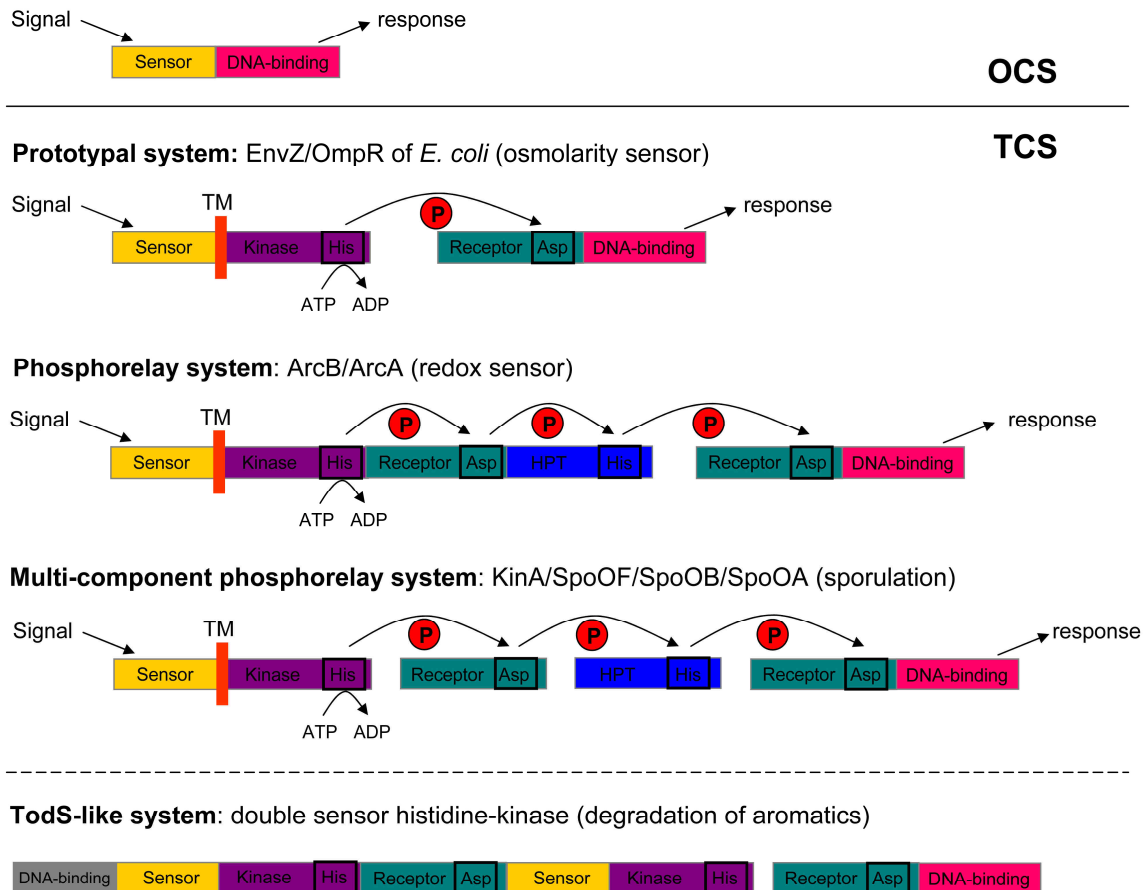 Signal response
Sensor DNA-binding
OCS
TCS
Prototypal system: EnvZ/OmpR of E. coli (osmolarity sensor)
Signal TM P response
Sensor Kinase His Receptor Asp DNA-binding
ATP ADP
Phosphorelay system: ArcB/ArcA (redox sensor)
Signal TM P P P response
Sensor Kinase His Receptor Asp HPT His Receptor Asp DNA-binding
ATP ADP
Multi-component phosphorelay system: KinA/SpoOF/SpoOB/SpoOA (sporulation)
Signal TM P P P response
Sensor Kinase His Receptor Asp HPT His Receptor Asp DNA-binding
ATP ADP
TodS-like system: double sensor histidine-kinase (degradation of aromatics)
DNA-binding Sensor Kinase His Receptor Asp Sensor Kinase His Receptor Asp DNA-binding